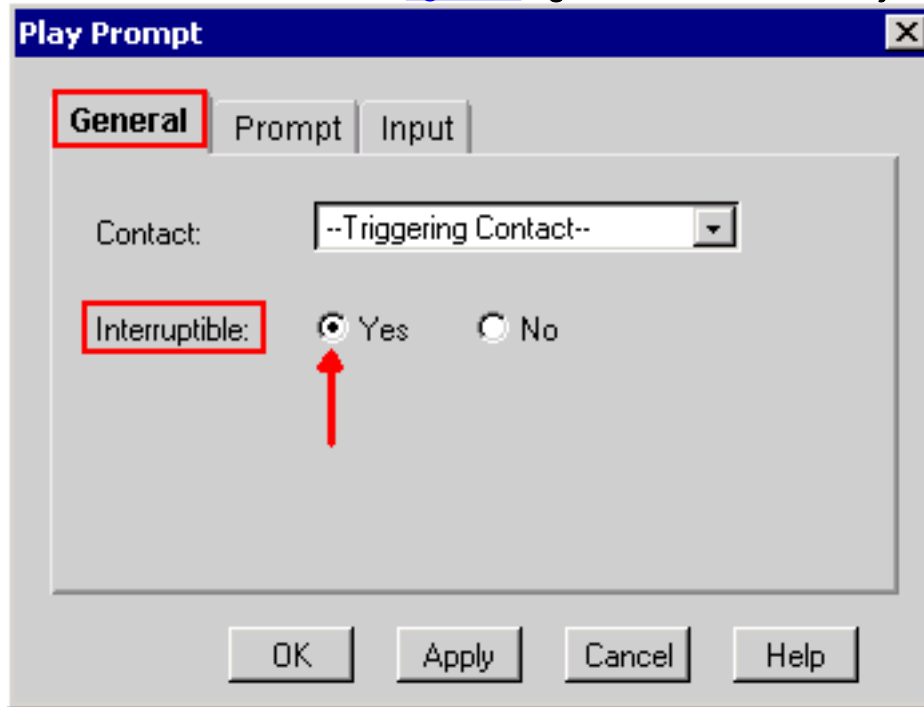 Play Prompt
General Prompt Input
Contact: --Triggering Contact--
Interruptible: Yes No
OK Apply Cancel Help